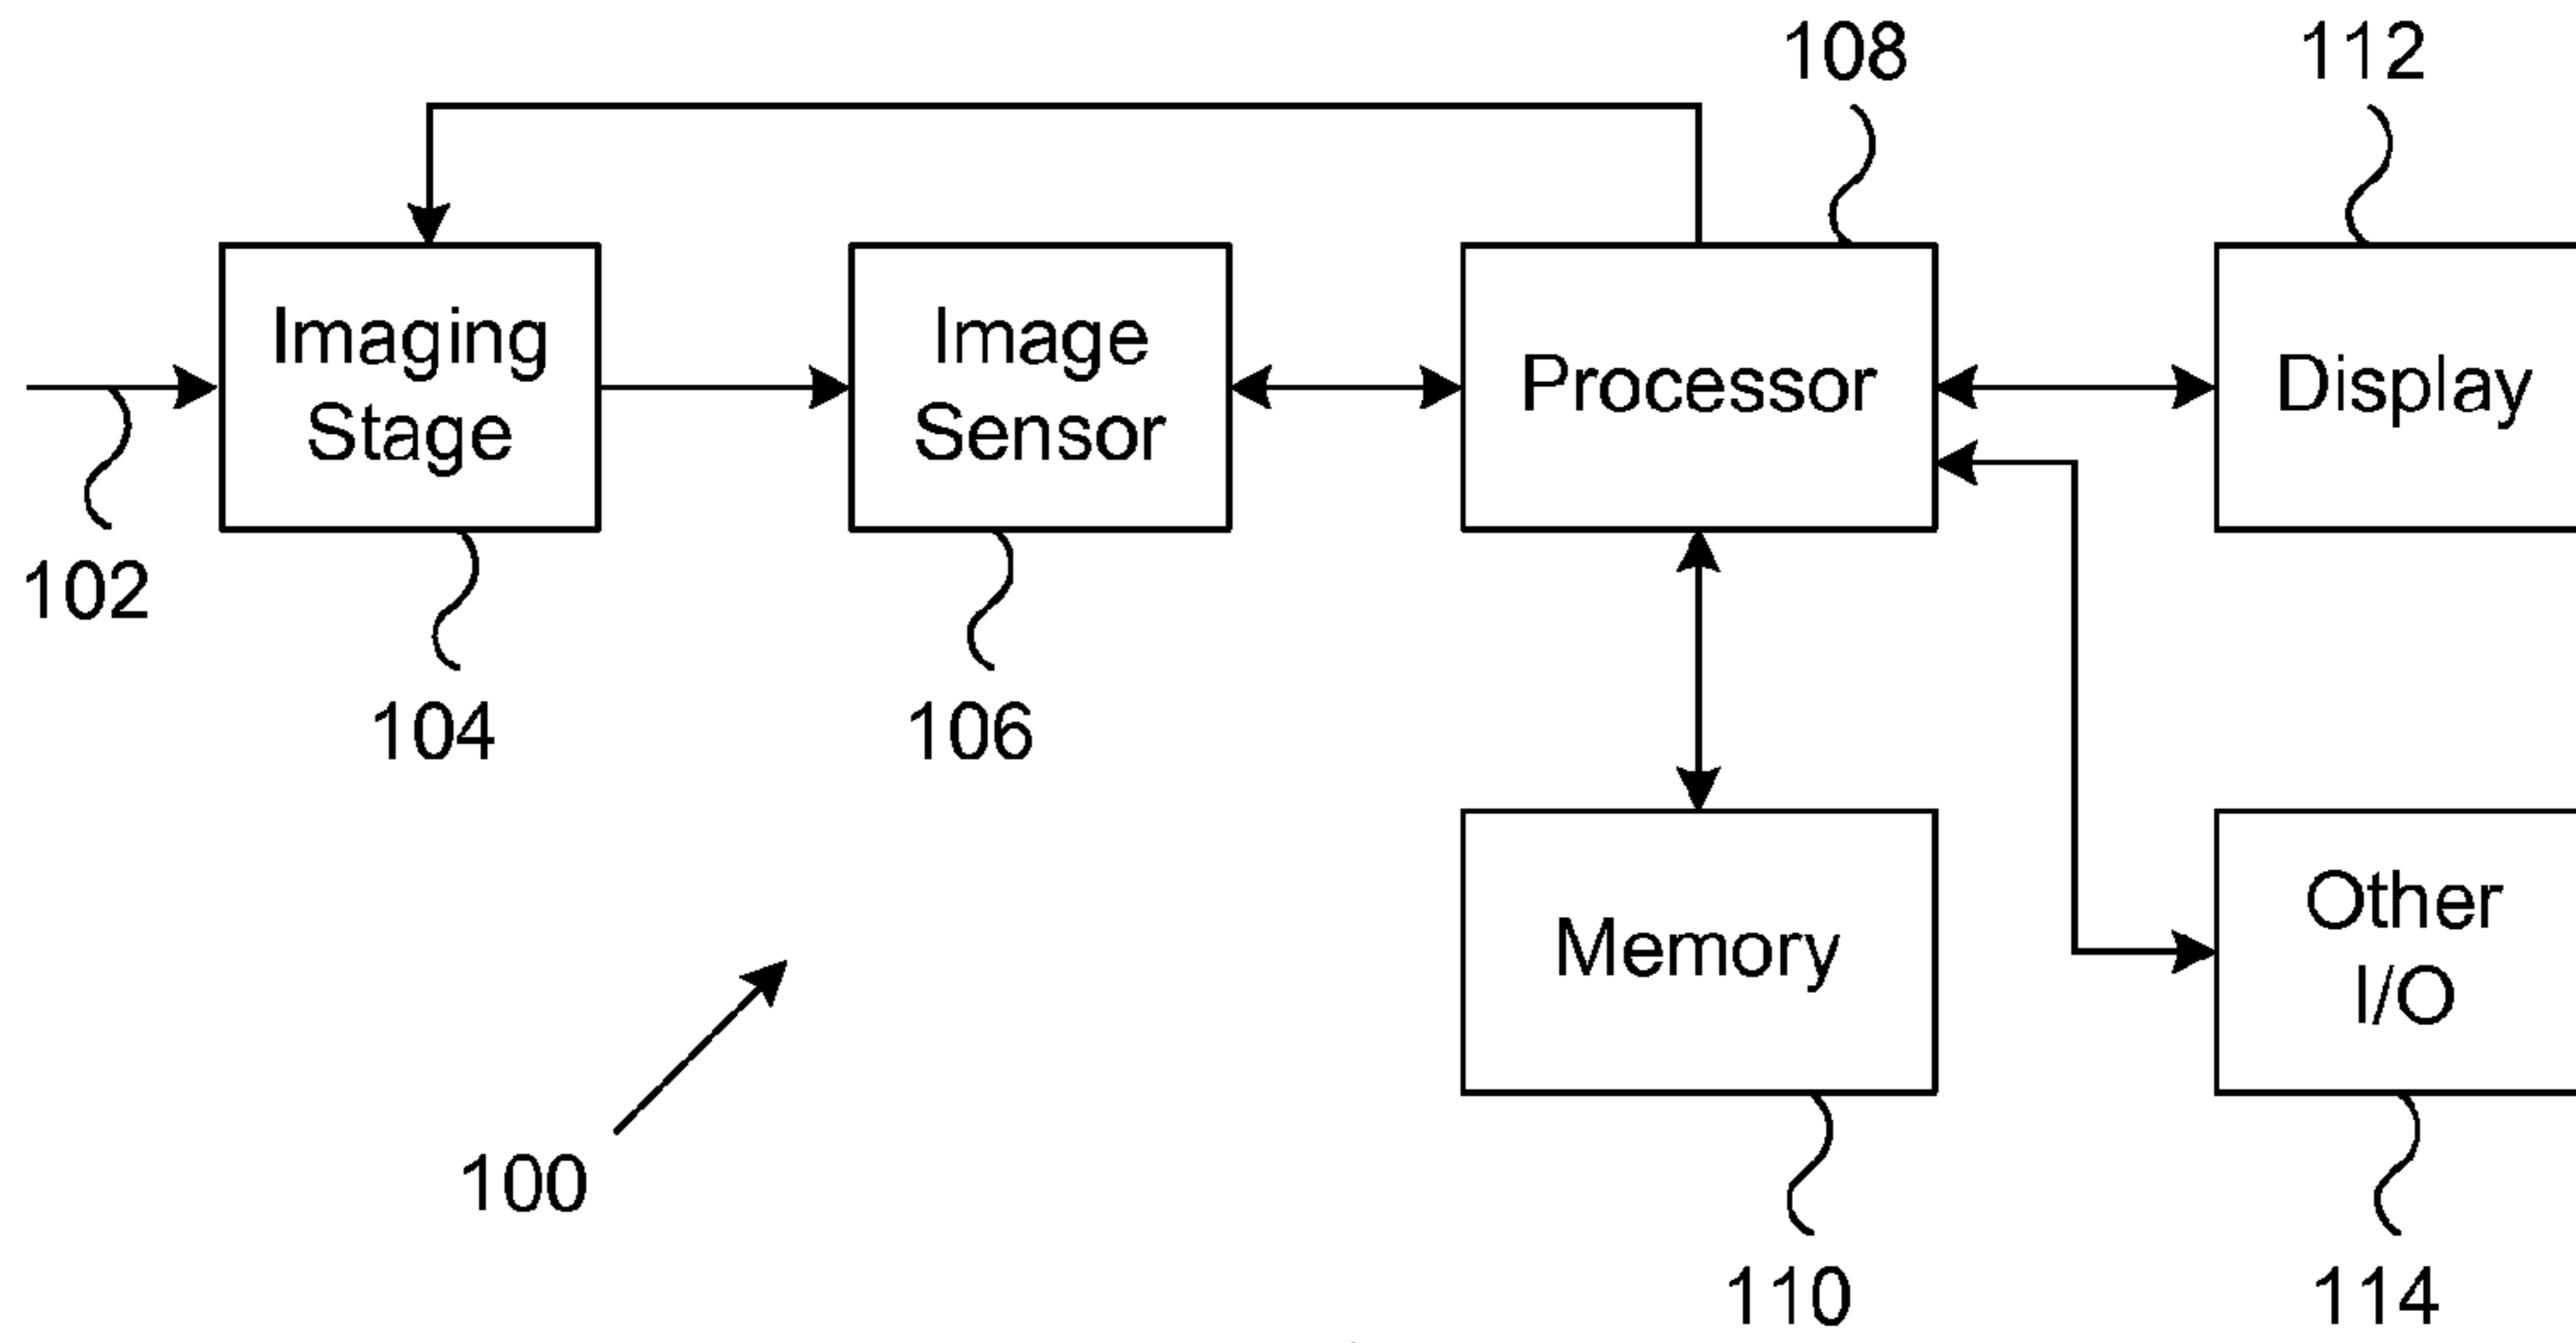 108
112
Imaging
Stage
Image
Sensor
Processor
Display
102
104
106
Memory
Other
I/O
100
110
114